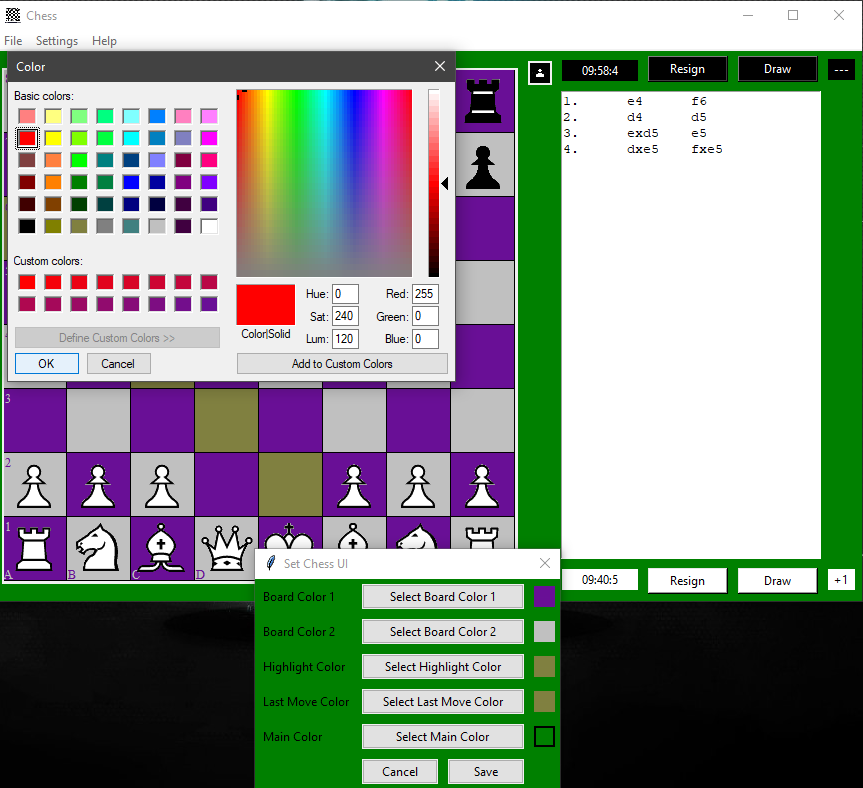 Chess
File Settings Help
Color
Basic colors:
Custom colors:
Define Custom Colors >>
OK Cancel
Hue: 0 Red: 255
Sat: 240 Green: 0
Color|Solid
Lum: 120 Blue: 0
Add to Custom Colors
09:58:4 Resign Draw ---
1. e4 f6
2. d4 d5
3. exd5 e5
4. dxe5 fxe5
3
2
1
A B C D
09:40:5 Resign Draw +1
Set Chess UI
Board Color 1 Select Board Color 1
Board Color 2 Select Board Color 2
Highlight Color Select Highlight Color
Last Move Color Select Last Move Color
Main Color Select Main Color
Cancel Save